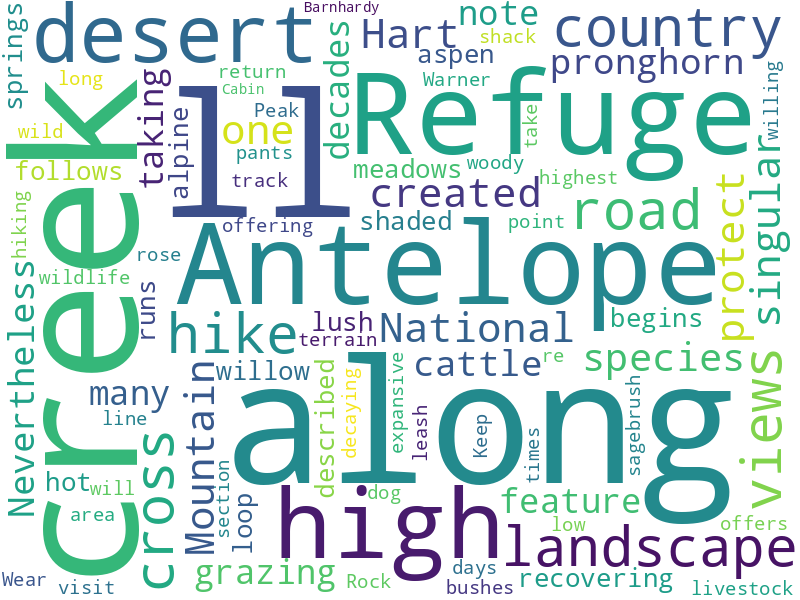 Barnhardy
springs
desert
Hart
note
shack
country
long
return
Cabin
aspen
pronghorn
wild
taking
alpine
Peak
one
pants
decades
Warner
Refuge
take
willing
follows
track
meadows
woody
highest
creek
ll
offering
created
shaded
point
road
protect
singular
hiking
wildlife
rose
Antelope
runs
hike
lush
terrain
National
begins
Nevertheless
willow
cattle
re
species
many
Mountain
described
decaying
expansive
leash
along
Keep
sagebrush
views
line
cross
hot
will
section
loop
dog
times
feature
area
high
low
offers
landscape
Wear
visit
grazing
Rock
days
bushes
recovering
livestock